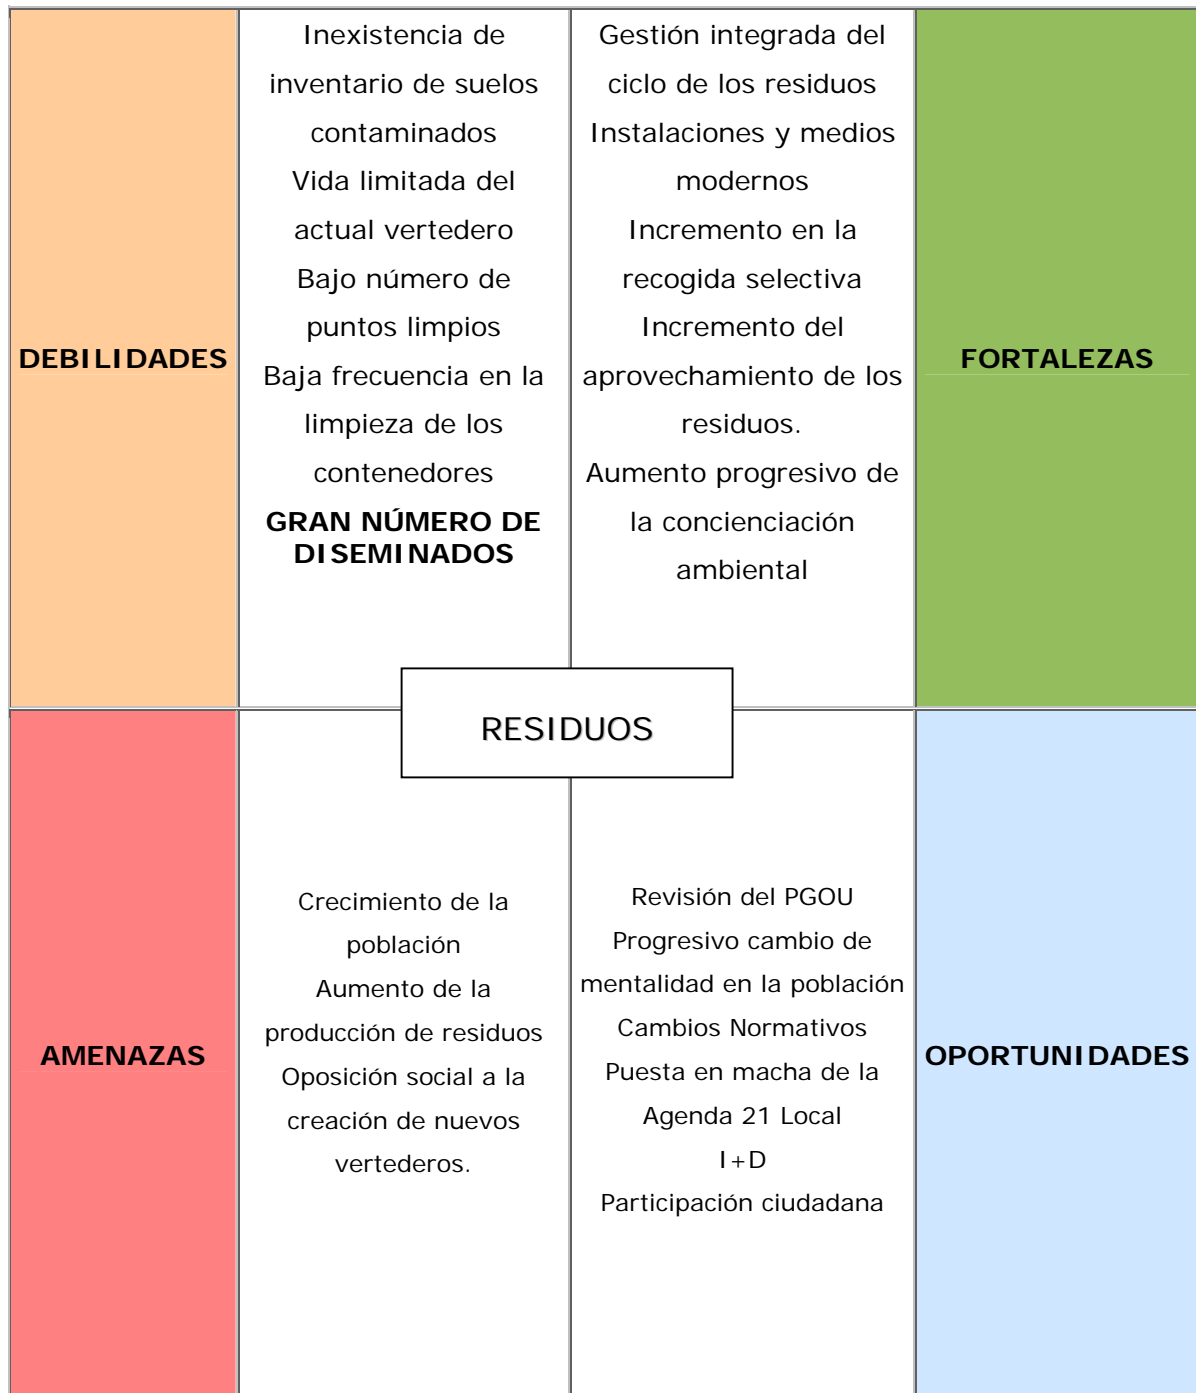 DEBILIDADES
Inexistencia de
inventario de suelos
contaminados
Vida limitada del
actual vertedero
Bajo número de
puntos limpios
Baja frecuencia en la
limpieza de los
contenedores
GRAN NÚMERO DE
DISEMINADOS
Gestión integrada del
ciclo de los residuos
Instalaciones y medios
modernos
Incremento en la
recogida selectiva
Incremento del
aprovechamiento de los
residuos.
Aumento progresivo de
la concienciación
ambiental
FORTALEZAS
RESIDUOS
AMENAZAS
Crecimiento de la
población
Aumento de la
producción de residuos
Oposición social a la
creación de nuevos
vertederos.
Revisión del PGOU
Progresivo cambio de
mentalidad en la población
Cambios Normativos
Puesta en macha de la
Agenda 21 Local
I+D
Participación ciudadana
OPORTUNIDADES